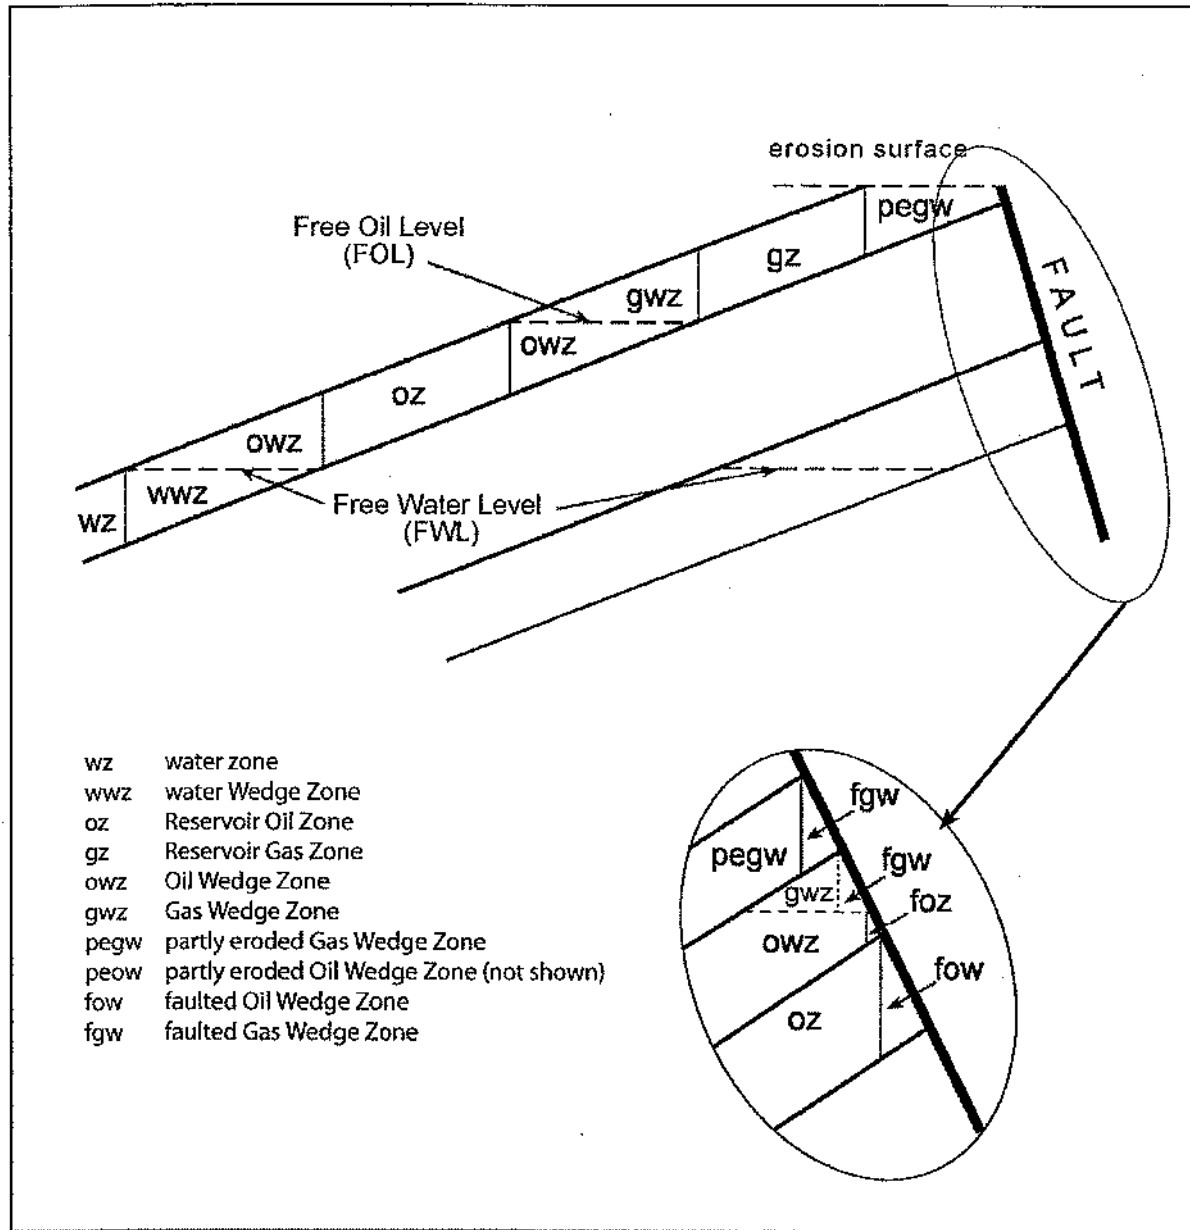 erosion surface
pegw
Free Oil Level
(FOL)
gz
gwz
FAULT
owz
oz
owz
wwz
Free Water Level
(FWL)
wz
wz water zone
wwz water Wedge Zone
oz Reservoir Oil Zone
gz Reservoir Gas Zone
owz Oil Wedge Zone
gwz Gas Wedge Zone
pegw partly eroded Gas Wedge Zone
peow partly eroded Oil Wedge Zone (not shown)
fow faulted Oil Wedge Zone
fgw faulted Gas Wedge Zone
fgw
pegw
fgw
gwz
foz
owz
fow
oz